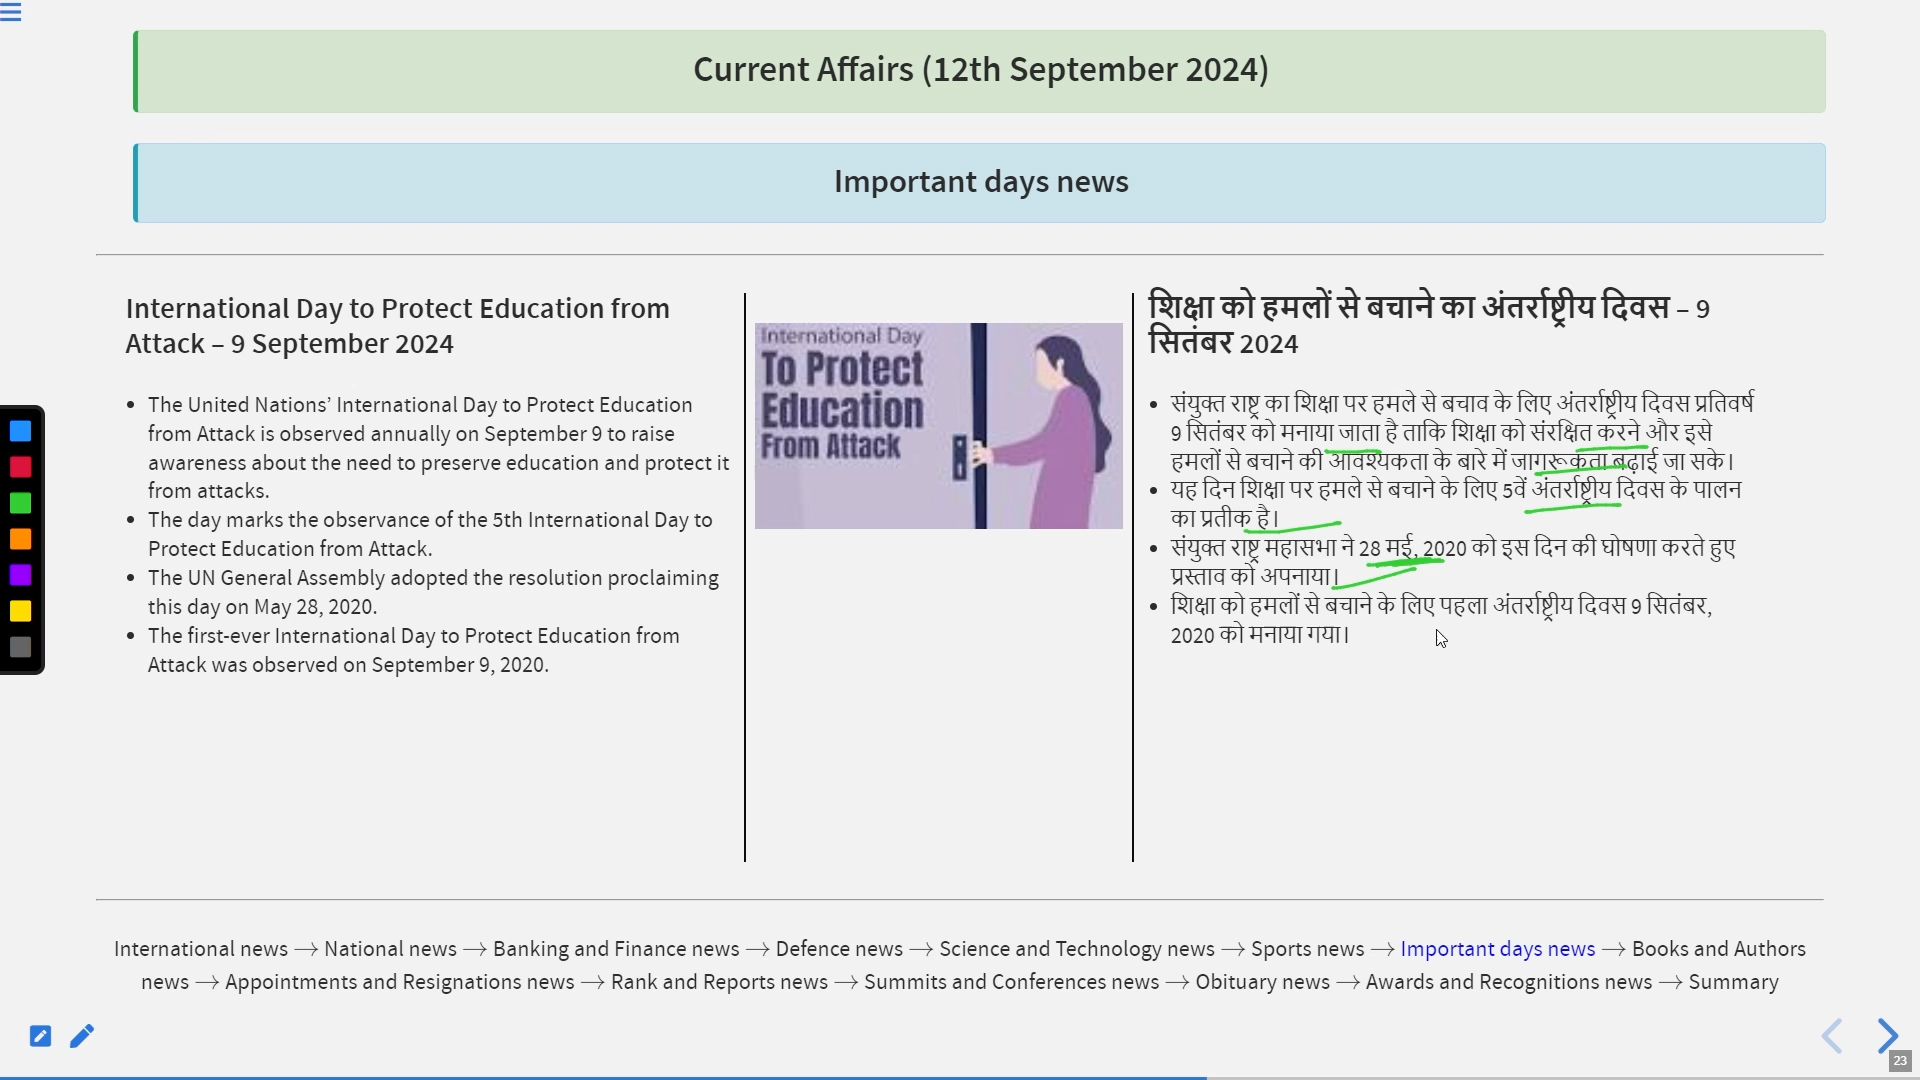 Current Affairs (12th September 2024)
Important days news
International Day to Protect Education from
Attack – 9 September 2024
• The United Nations’ International Day to Protect Education
from Attack is observed annually on September 9 to raise
awareness about the need to preserve education and protect it
from attacks.
• The day marks the observance of the 5th International Day to
Protect Education from Attack.
• The UN General Assembly adopted the resolution proclaiming
this day on May 28, 2020.
• The first-ever International Day to Protect Education from
Attack was observed on September 9, 2020.
International Day
To Protect
Education
From Attack
शिक्षा को हमलों से बचाने का अंतर्राष्ट्रीय दिवस – 9
सितंबर 2024
• संयुक्त राष्ट्र का शिक्षा पर हमले से बचाव के लिए अंतर्राष्ट्रीय दिवस प्रतिवर्ष
9 सितंबर को मनाया जाता है ताकि शिक्षा को संरक्षित करने और इसे
हमलों से बचाने की आवश्यकता के बारे में जागरूकता बढ़ाई जा सके।
• यह दिन शिक्षा पर हमले से बचाने के लिए 5वें अंतर्राष्ट्रीय दिवस के पालन
का प्रतीक है।
• संयुक्त राष्ट्र महासभा ने 28 मई, 2020 को इस दिन की घोषणा करते हुए
प्रस्ताव को अपनाया।
• शिक्षा को हमलों से बचाने के लिए पहला अंतर्राष्ट्रीय दिवस 9 सितंबर,
2020 को मनाया गया।
International news → National news → Banking and Finance news → Defence news → Science and Technology news → Sports news → Important days news → Books and Authors
news → Appointments and Resignations news → Rank and Reports news → Summits and Conferences news → Obituary news → Awards and Recognitions news → Summary
23